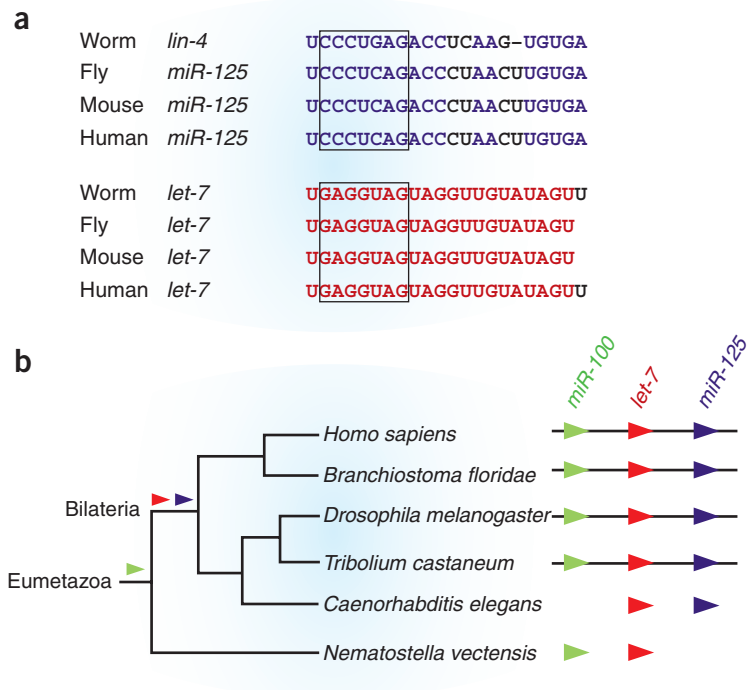 a
Worm lin-4 UCCCUGAGACCUCAAG–UGUGA
Fly miR-125 UCCCUCAGACCCUAACUUGUGA
Mouse miR-125 UCCCUCAGACCCUAACUUGUGA
Human miR-125 UCCCUCAGACCCUAACUUGUGA
Worm let-7 UGAGGUAGUAGGUUGUAUAGUU
Fly let-7 UGAGGUAGUAGGUUGUAUAGU
Mouse let-7 UGAGGUAGUAGGUUGUAUAGU
Human let-7 UGAGGUAGUAGGUUGUAUAGUU
b
miR-100 let-7 miR-125
Homo sapiens
Branchiostoma floridae
Bilateria
Drosophila melanogaster
Tribolium castaneum
Eumetazoa
Caenorhabditis elegans
Nematostella vectensis